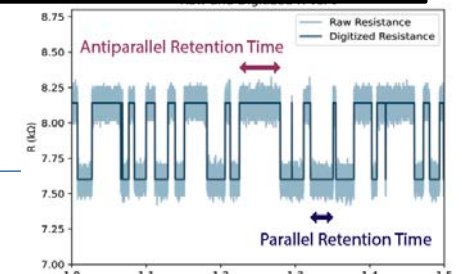 8.75
Raw Resistance
Digitized Resistance
Antiparallel Retention Time
8.50
8.25
8.00
R (kΩ)
7.75
7.50
7.25
Parallel Retention Time
7.00